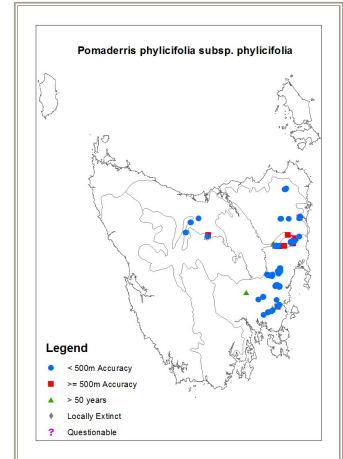 Pomaderris phylicifolia subsp. phylicifolia
Legend
< 500m Accuracy
>= 500m Accuracy
> 50 years
Locally Extinct
? Questionable